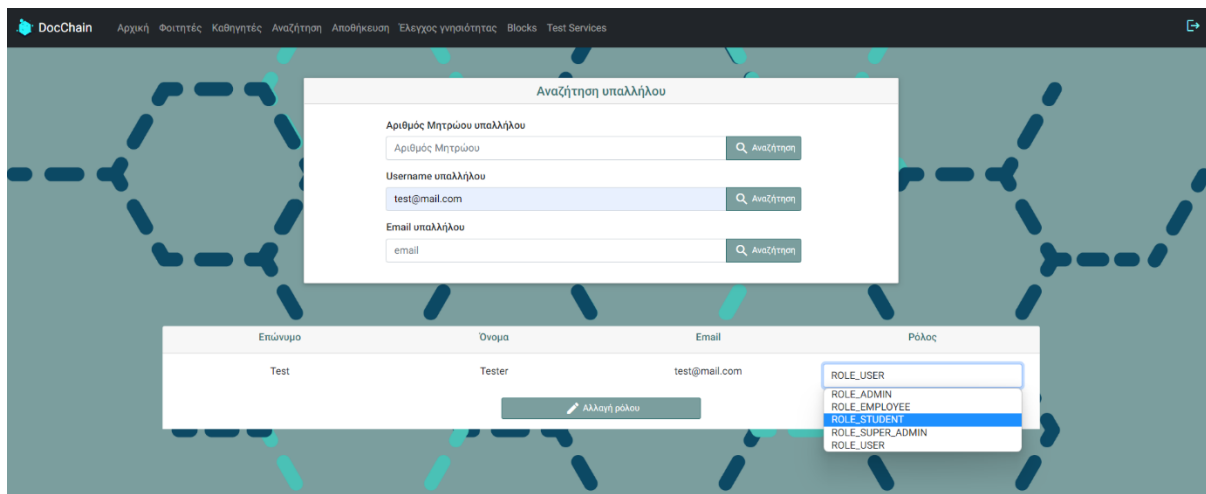 DocChain Αρχική Φοιτητές Καθηγητές Αναζήτηση Αποθήκευση Έλεγχος γνησιότητας Blocks Test Services
Αναζήτηση υπαλλήλου
Αριθμός Μητρώου υπαλλήλου
Αριθμός Μητρώου Αναζήτηση
Username υπαλλήλου
test@mail.com Αναζήτηση
Email υπαλλήλου
email Αναζήτηση
Επώνυμο Όνομα Email Ρόλος
Test Tester test@mail.com ROLE_USER
Αλλαγή ρόλου
ROLE_ADMIN
ROLE_EMPLOYEE
ROLE_STUDENT
ROLE_SUPER_ADMIN
ROLE_USER